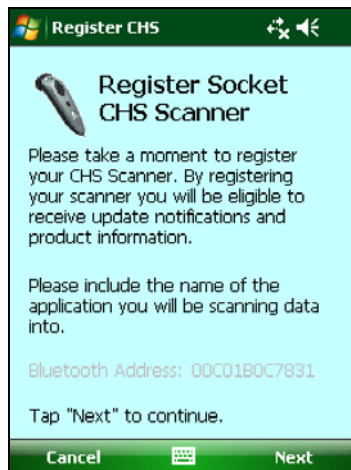 Register CHS
Register Socket
CHS Scanner
Please take a moment to register
your CHS Scanner. By registering
your scanner you will be eligible to
receive update notifications and
product information.
Please include the name of the
application you will be scanning data
into.
Bluetooth Address: 00C01B0C7831
Tap "Next" to continue.
Cancel Next